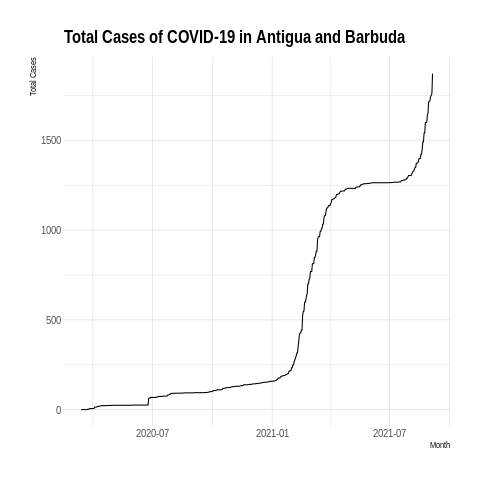 Total Cases of COVID-19 in Antigua and Barbuda
Total Cases
1500
1000
500
0
2020-07 2021-01 2021-07
Month